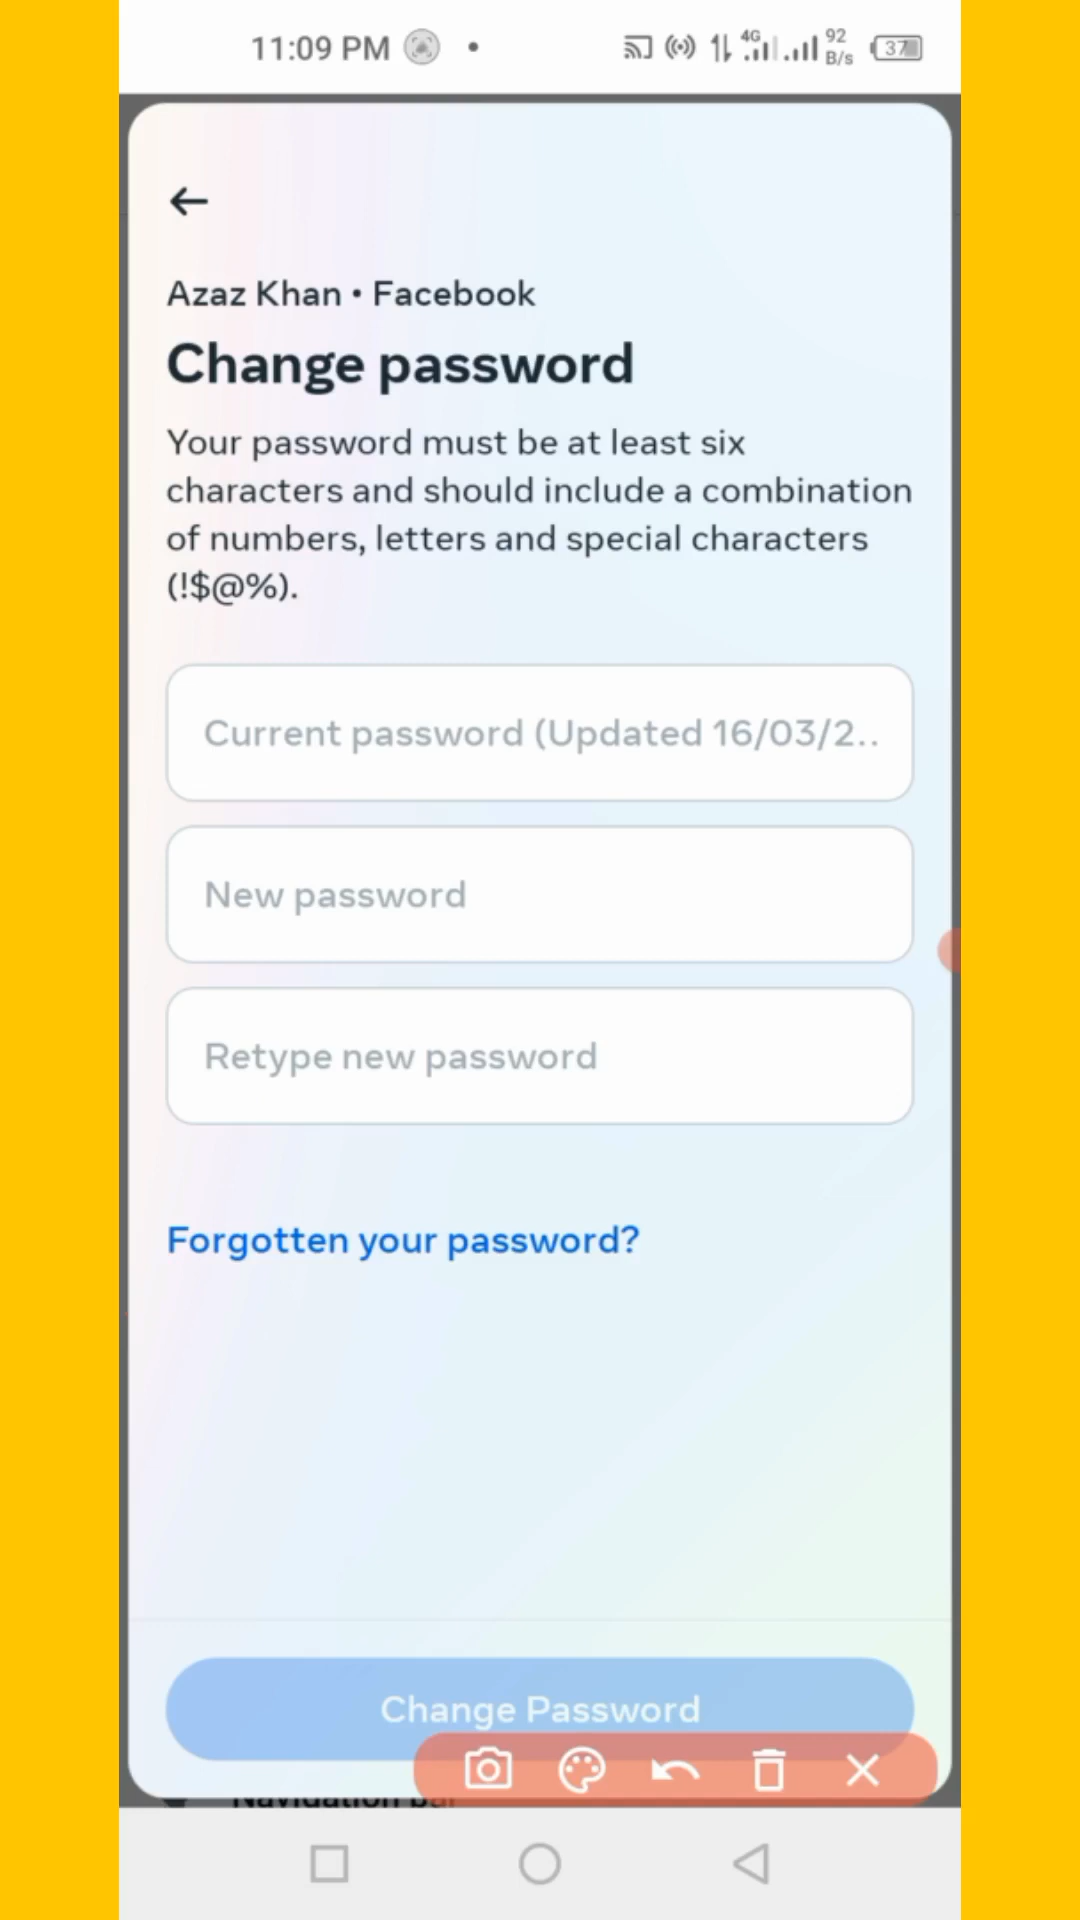 11:09 PM
4G
92
B/s
37
Azaz Khan • Facebook
Change password
Your password must be at least six
characters and should include a combination
of numbers, letters and special characters
(!$@%).
Current password (Updated 16/03/2..
New password
Retype new password
Forgotten your password?
Change Password
Navigation bar